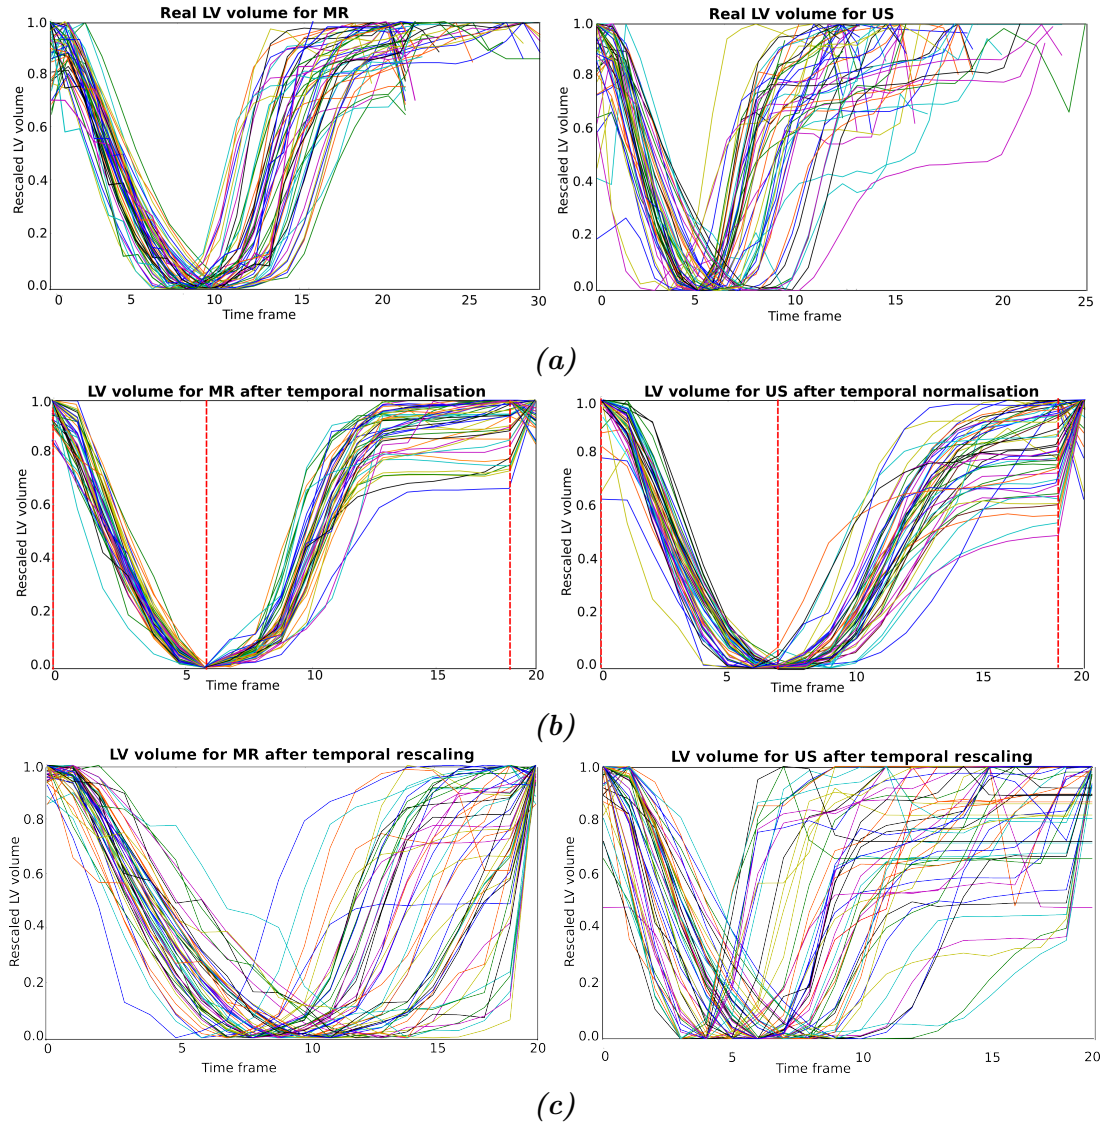 Real LV volume for MR
Rescaled LV volume
1.0
0.8
0.6
0.4
0.2
0.0
0 5 10 15 20 25 30
Time frame
Real LV volume for US
Rescaled LV volume
1.0
0.8
0.6
0.4
0.2
0.0
0 5 10 15 20 25
Time frame
(a)
LV volume for MR after temporal normalisation
Rescaled LV volume
1.0
0.8
0.6
0.4
0.2
0.0
5 10 15 20
Time frame
LV volume for US after temporal normalisation
Rescaled LV volume
1.0
0.8
0.6
0.4
0.2
0.0
0 5 10 15 20
Time frame
(b)
LV volume for MR after temporal rescaling
Rescaled LV volume
1.0
0.8
0.6
0.4
0.2
0.0
0 5 10 15 20
Time frame
LV volume for US after temporal rescaling
Rescaled LV volume
1.0
0.8
0.6
0.4
0.2
0.0
0 5 10 15 20
Time frame
(c)